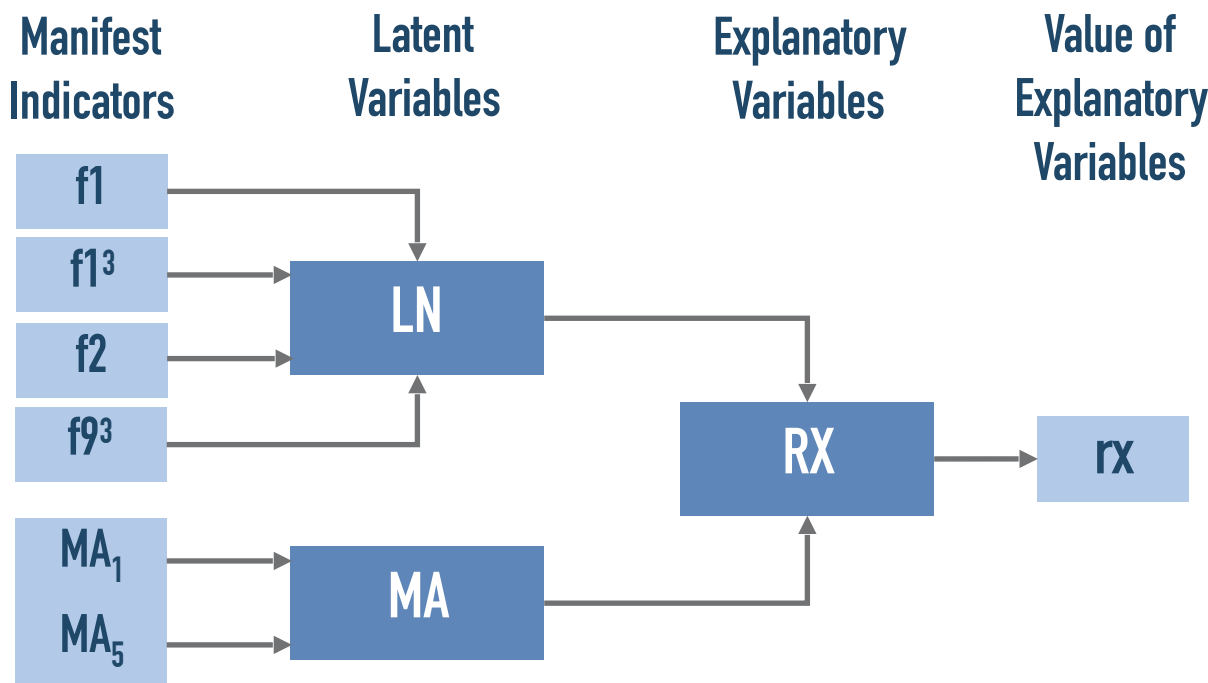 Manifest
Indicators
Latent
Variables
Explanatory
Variables
Value of
Explanatory
Variables
f1
f1³
f2
f9³
LN
RX
rx
MA₁
MA₅
MA